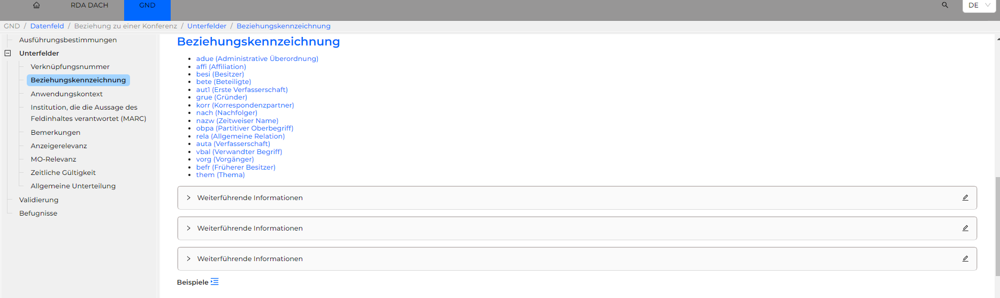 RDA DACH
GND
DE
GND / Datenfeld / Beziehung zu einer Konferenz / Unterfelder / Beziehungskennzeichnung
Ausführungsbestimmungen
Unterfelder
Verknüpfungsnummer
Beziehungskennzeichnung
Anwendungskontext
Institution, die die Aussage des
Feldinhaltes verantwortet (MARC)
Bemerkungen
Anzeigerelevanz
MO-Relevanz
Zeitliche Gültigkeit
Allgemeine Unterteilung
Validierung
Befugnisse
Beziehungskennzeichnung
adue (Administrative Überordnung)
affi (Affiliation)
besi (Besitzer)
bete (Beteiligte)
aut1 (Erste Verfasserschaft)
grue (Gründer)
korr (Korrespondenzpartner)
nach (Nachfolger)
nazw (Zeitweiser Name)
obpa (Partitiver Oberbegriff)
rela (Allgemeine Relation)
auta (Verfasserschaft)
vbal (Verwandter Begriff)
vorg (Vorgänger)
befr (Früherer Besitzer)
them (Thema)
Weiterführende Informationen
Weiterführende Informationen
Weiterführende Informationen
Beispiele